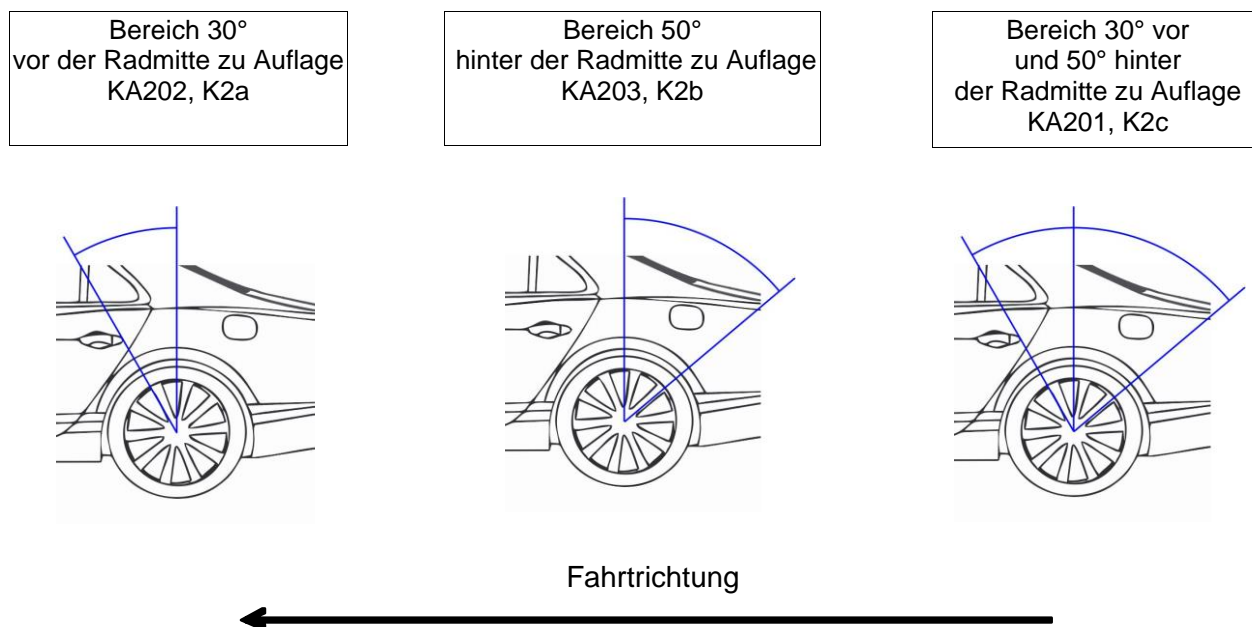 Bereich 30°
vor der Radmitte zu Auflage
KA202, K2a
Bereich 50°
hinter der Radmitte zu Auflage
KA203, K2b
Bereich 30° vor
und 50° hinter
der Radmitte zu Auflage
KA201, K2c
Fahrtrichtung